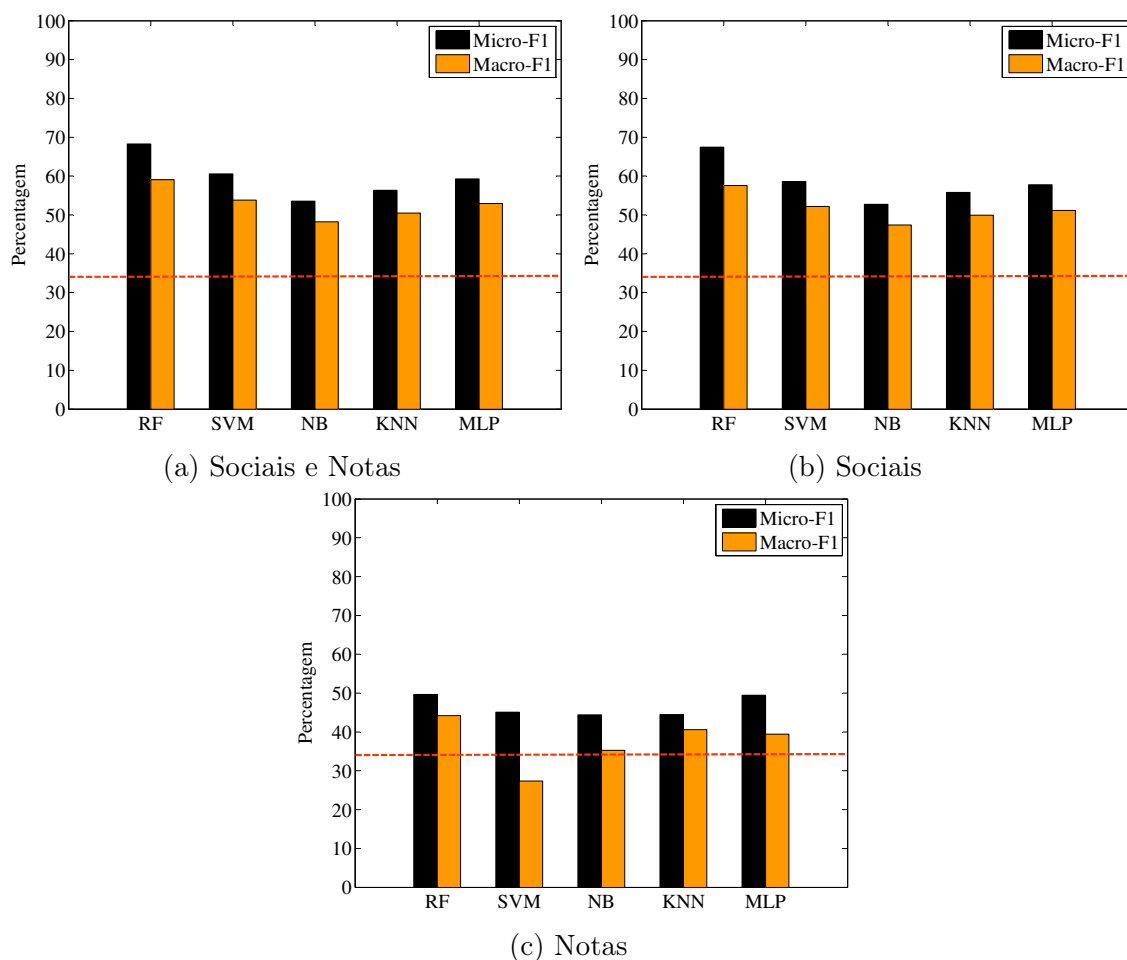 100
90
80
70
60
50
40
30
20
10
0
Percentagem
Micro-F1
Macro-F1
RF SVM NB KNN MLP
(a) Sociais e Notas
100
90
80
70
60
50
40
30
20
10
0
Percentagem
Micro-F1
Macro-F1
RF SVM NB KNN MLP
(b) Sociais
100
90
80
70
60
50
40
30
20
10
0
Percentagem
Micro-F1
Macro-F1
RF SVM NB KNN MLP
(c) Notas